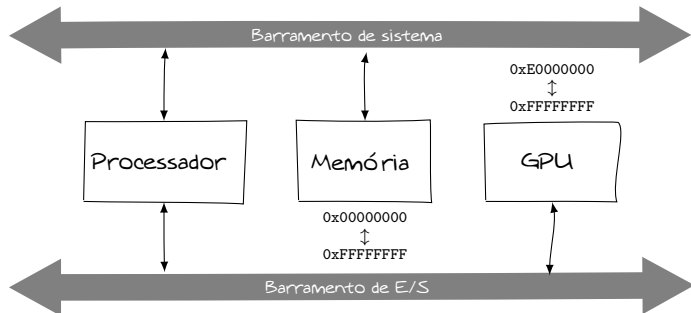 Barramento de sistema
0xE0000000
↕
0xFFFFFFFF
Processador
Memória
GPU
0x00000000
↕
0xFFFFFFFF
Barramento de E/S